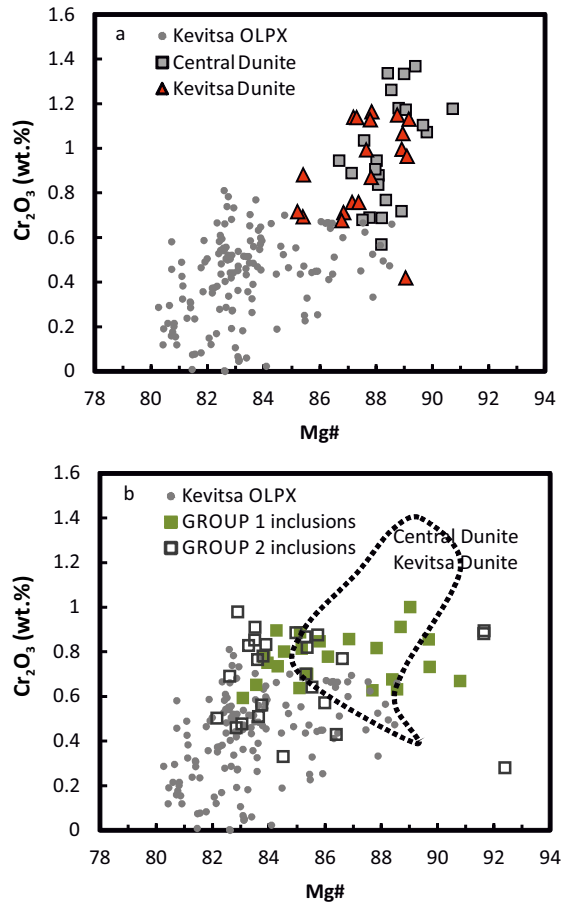 1.6
a
Kevitsa OLPX
1.4
Central Dunite
1.2
Kevitsa Dunite
1
0.8
0.6
0.4
0.2
0
Cr2O3 (wt.%)
78 80 82 84 86 88 90 92 94
Mg#
1.6
b
Kevitsa OLPX
1.4
GROUP 1 inclusions
Central Dunite
1.2
GROUP 2 inclusions
Kevitsa Dunite
1
0.8
0.6
0.4
0.2
0
Cr2O3 (wt.%)
78 80 82 84 86 88 90 92 94
Mg#